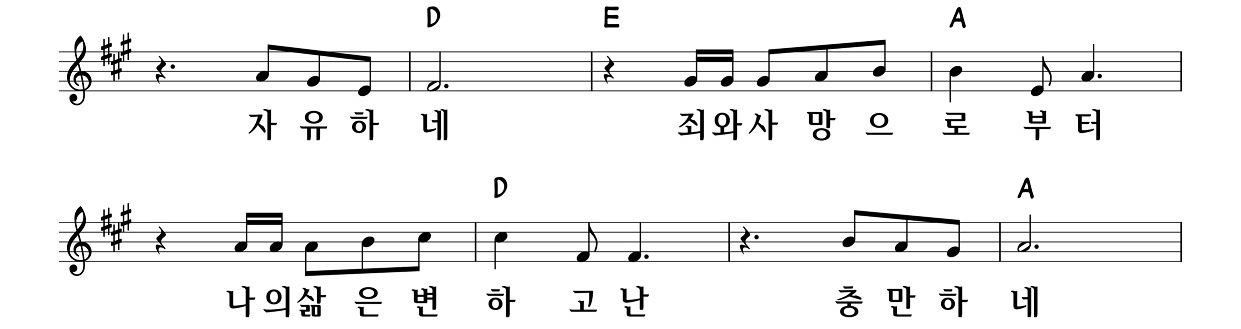 D E A
자 유 하 네 죄 와 사 망 으 로 부 터
D A
나 의 삶 은 변 하 고 난 충 만 하 네